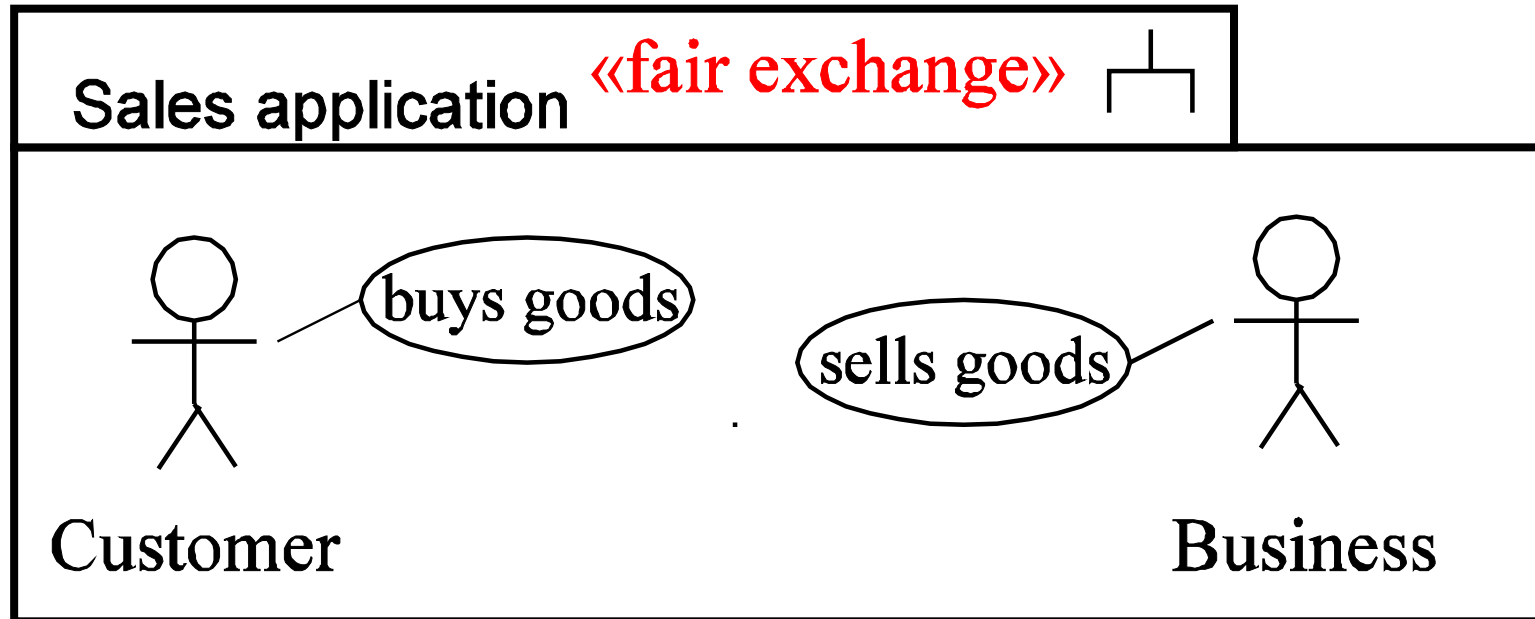 Sales application «fair exchange»
buys goods
sells goods
.
Customer
Business